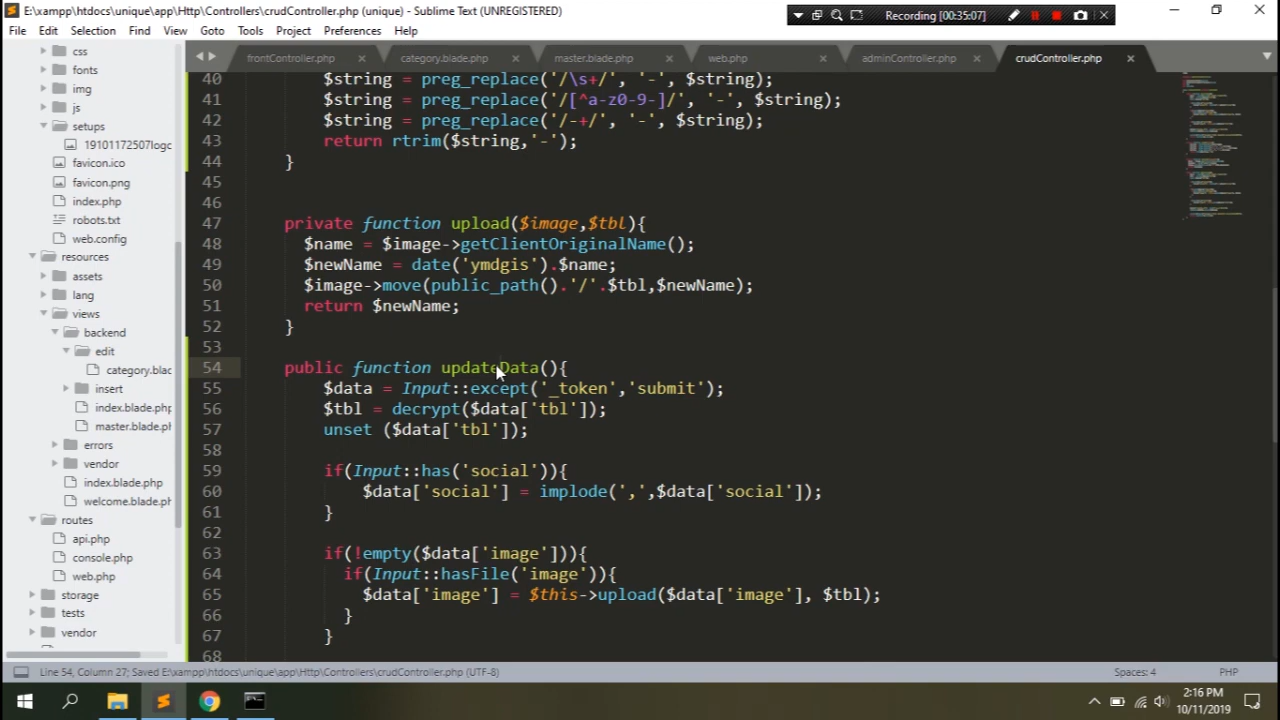 E:\xampp\htdocs\unique\app\Http\Controllers\crudController.php (unique) - Sublime Text (UNREGISTERED)
Recording [00:35:07]
File Edit Selection Find View Goto Tools Project Preferences Help
frontController.php category.blade.php master.blade.php web.php adminController.php crudController.php
css
fonts
img
js
setups
19101172507logo
favicon.ico
favicon.png
index.php
robots.txt
web.config
resources
assets
lang
views
backend
edit
category.blac
insert
index.blade.php
master.blade.ph
errors
vendor
index.blade.php
welcome.blade.ph
routes
api.php
console.php
web.php
storage
tests
vendor
40 $string = preg_replace('/\s+/', '-', $string);
41 $string = preg_replace('/[^a-z0-9-]/', '-', $string);
42 $string = preg_replace('/-+/', '-', $string);
43 return rtrim($string,'-');
44 }
45
46
47 private function upload($image,$tbl){
48 $name = $image->getClientOriginalName();
49 $newName = date('ymdgis').$name;
50 $image->move(public_path().'/'.$tbl,$newName);
51 return $newName;
52 }
53
54 public function updateData(){
55 $data = Input::except('_token','submit');
56 $tbl = decrypt($data['tbl']);
57 unset ($data['tbl']);
58
59 if(Input::has('social')){
60 $data['social'] = implode(',',$data['social']);
61 }
62
63 if(!empty($data['image'])){
64 if(Input::hasFile('image')){
65 $data['image'] = $this->upload($data['image'], $tbl);
66 }
67 }
68
Line 54, Column 27; Saved E:\xampp\htdocs\unique\app\Http\Controllers\crudController.php (UTF-8) Spaces: 4 PHP
2:16 PM
10/11/2019